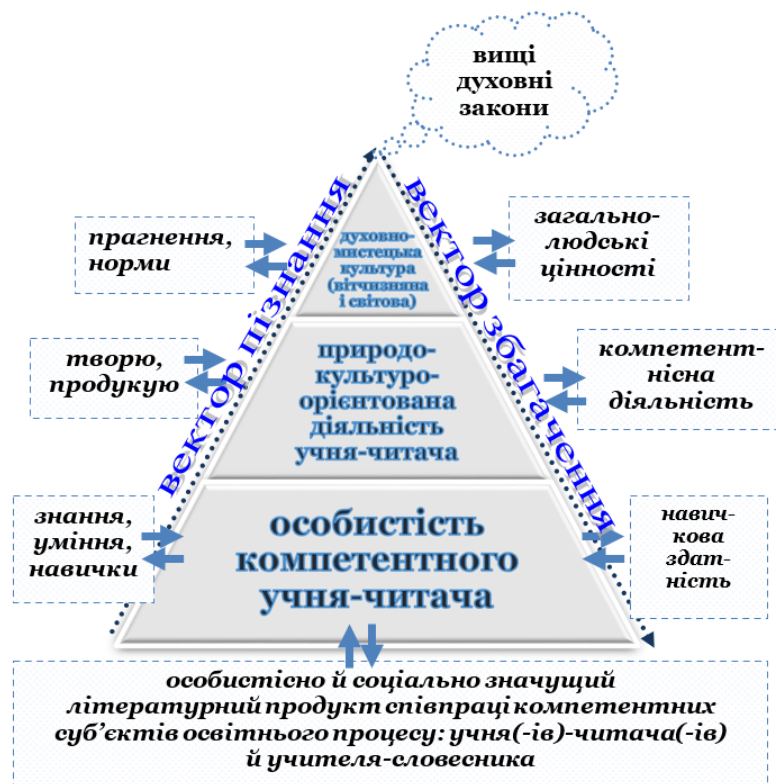 вищі
духовні
закони
вектор пізнання
вектор збагачення
прагнення,
норми
духовно-
мистецька
культура
(вітчизняна
і світова)
загально-
людські
цінності
творю,
продукую
природо-
культуро-
орієнтована
діяльність
учня-читача
компетент-
нісна
діяльність
знання,
уміння,
навички
особистість
компетентного
учня-читача
навич-
кова
здат-
ність
особистісно й соціально значущий
літературний продукт співпраці компетентних
суб’єктів освітнього процесу: учня(-ів)-читача(-ів)
й учителя-словесника